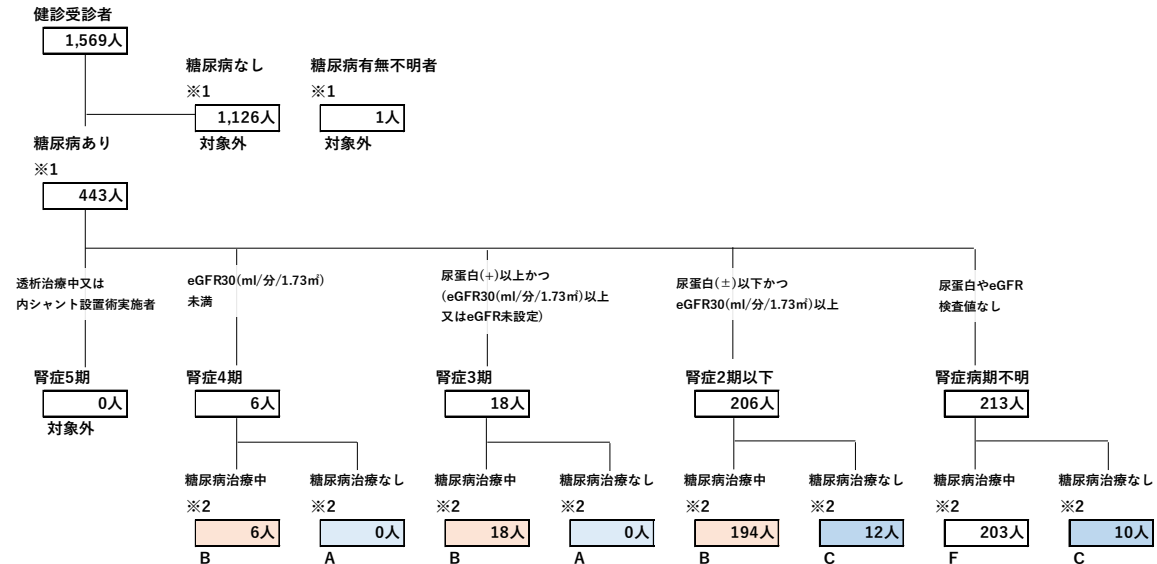 健診受診者
1,569人
糖尿病なし
※1
1,126人
対象外
糖尿病有無不明者
※1
1人
対象外
糖尿病あり
※1
443人
透析治療中又は
内シャント設置術実施者
eGFR30(ml/分/1.73㎡)
未満
尿蛋白(+)以上かつ
(eGFR30(ml/分/1.73㎡)以上
又はeGFR未設定)
尿蛋白(±)以下かつ
eGFR30(ml/分/1.73㎡)以上
尿蛋白やeGFR
検査値なし
腎症5期
0人
対象外
腎症4期
6人
腎症3期
18人
腎症2期以下
206人
腎症病期不明
213人
糖尿病治療中
※2
6人
B
糖尿病治療なし
※2
0人
A
糖尿病治療中
※2
18人
B
糖尿病治療なし
※2
0人
A
糖尿病治療中
※2
194人
B
糖尿病治療なし
※2
12人
C
糖尿病治療中
※2
203人
F
糖尿病治療なし
※2
10人
C